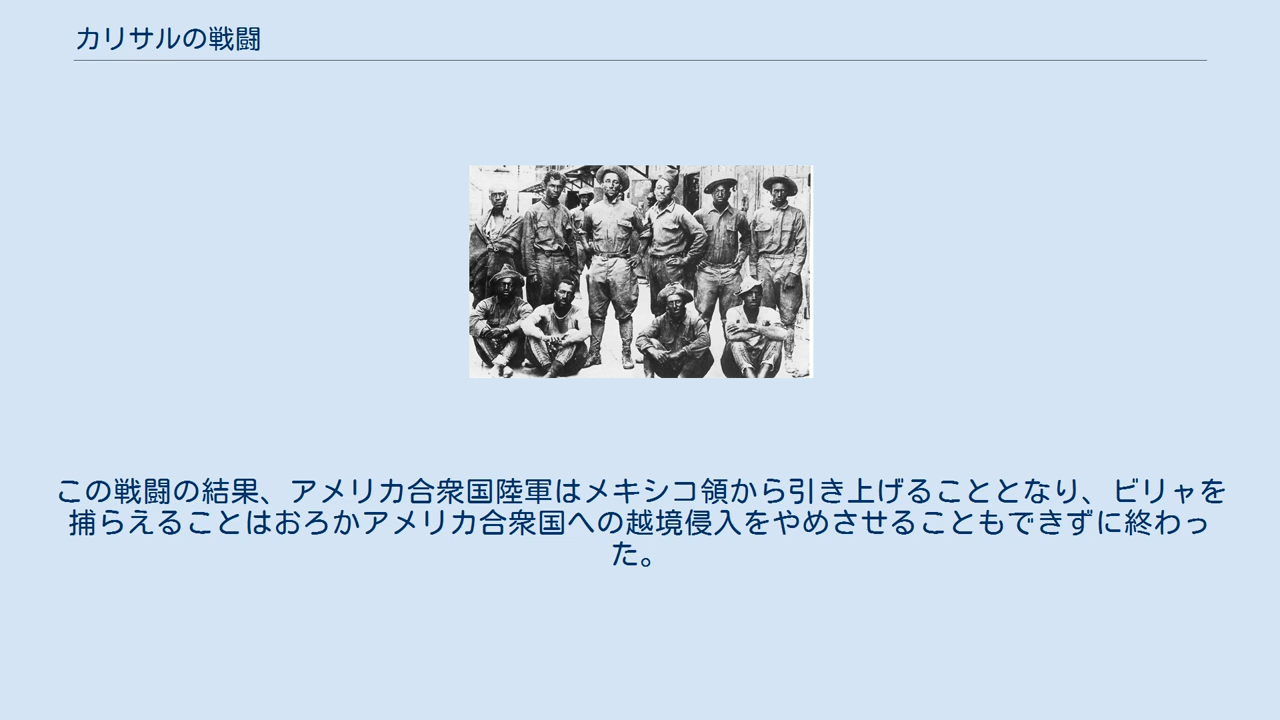 カリサルの戦闘
この戦闘の結果、アメリカ合衆国陸軍はメキシコ領から引き上げることとなり、ビリャを
捕らえることはおろかアメリカ合衆国への越境侵入をやめさせることもできずに終わっ
た。